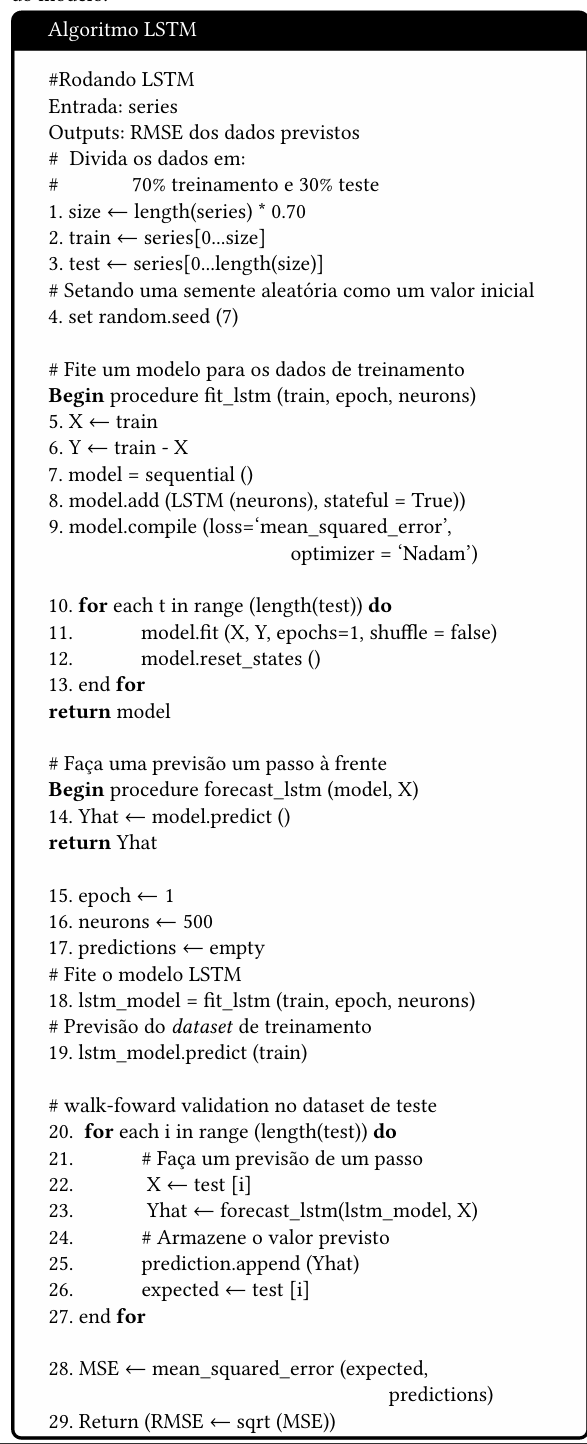 Algoritmo LSTM
#Rodando LSTM
Entrada: series
Outputs: RMSE dos dados previstos
# Divida os dados em:
# 70% treinamento e 30% teste
1. size ← length(series) * 0.70
2. train ← series[0...size]
3. test ← series[0...length(size)]
# Setando uma semente aleatória como um valor inicial
4. set random.seed (7)
# Fite um modelo para os dados de treinamento
Begin procedure fit_lstm (train, epoch, neurons)
5. X ← train
6. Y ← train - X
7. model = sequential ()
8. model.add (LSTM (neurons), stateful = True))
9. model.compile (loss=‘mean_squared_error’,
optimizer = ‘Nadam’)
10. for each t in range (length(test)) do
11. model.fit (X, Y, epochs=1, shuffle = false)
12. model.reset_states ()
13. end for
return model
# Faça uma previsão um passo à frente
Begin procedure forecast_lstm (model, X)
14. Yhat ← model.predict ()
return Yhat
15. epoch ← 1
16. neurons ← 500
17. predictions ← empty
# Fite o modelo LSTM
18. lstm_model = fit_lstm (train, epoch, neurons)
# Previsão do dataset de treinamento
19. lstm_model.predict (train)
# walk-foward validation no dataset de teste
20. for each i in range (length(test)) do
21. # Faça um previsão de um passo
22. X ← test [i]
23. Yhat ← forecast_lstm(lstm_model, X)
24. # Armazene o valor previsto
25. prediction.append (Yhat)
26. expected ← test [i]
27. end for
28. MSE ← mean_squared_error (expected,
predictions)
29. Return (RMSE ← sqrt (MSE))